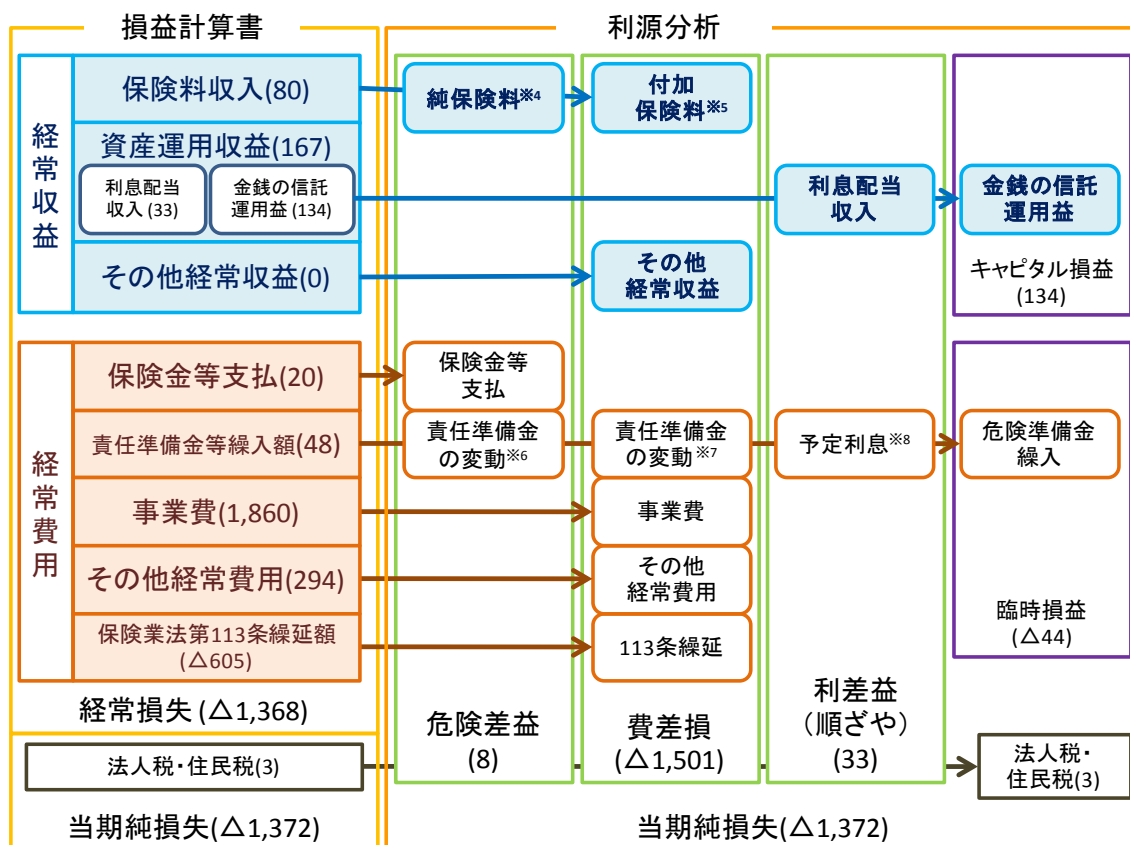 損益計算書
利源分析
経常収益
保険料収入(80)
資産運用収益(167)
利息配当
収入(33)
金銭の信託
運用益(134)
その他経常収益(0)
純保険料※4
付加
保険料※5
利息配当
収入
金銭の信託
運用益
その他
経常収益
キャピタル損益
(134)
経常費用
保険金等支払(20)
責任準備金等繰入額(48)
事業費(1,860)
その他経常費用(294)
保険業法第113条繰延額
(△605)
保険金等
支払
責任準備金
の変動※6
責任準備金
の変動※7
予定利息※8
危険準備金
繰入
事業費
その他
経常費用
113条繰延
臨時損益
(△44)
経常損失(△1,368)
危険差益
(8)
費差損
(△1,501)
利差益
(順ざや)
(33)
法人税・住民税(3)
法人税・
住民税(3)
当期純損失(△1,372)
当期純損失(△1,372)